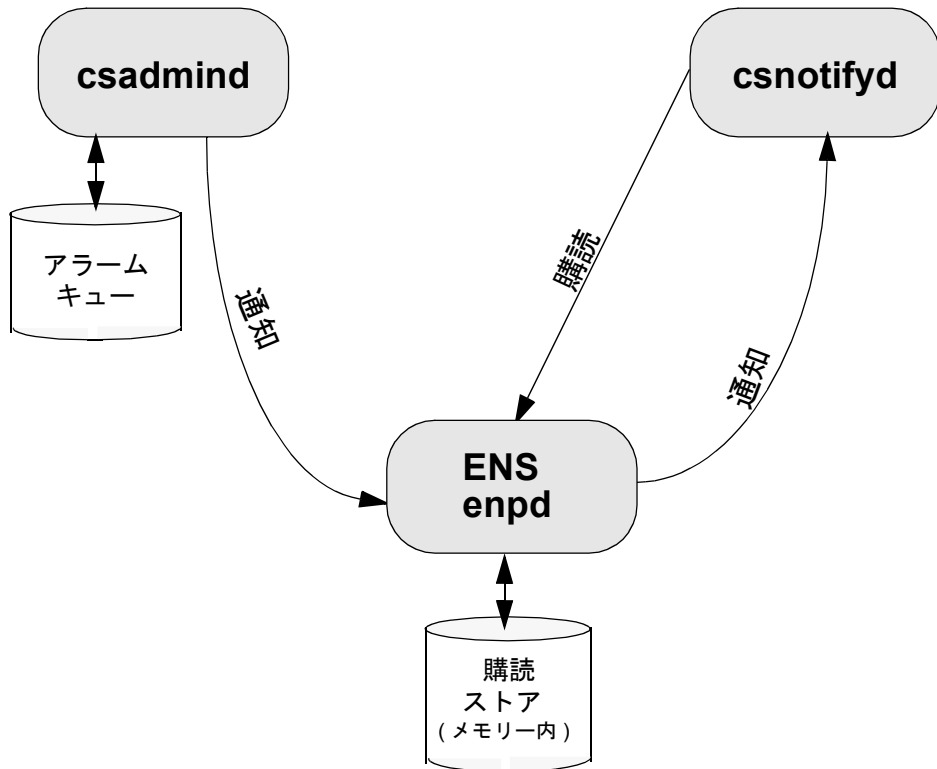 csadmind
csnotifyd
アラーム
キュー
通知
購読
通知
ENS
enpd
購読
ストア
( メモリー内 )